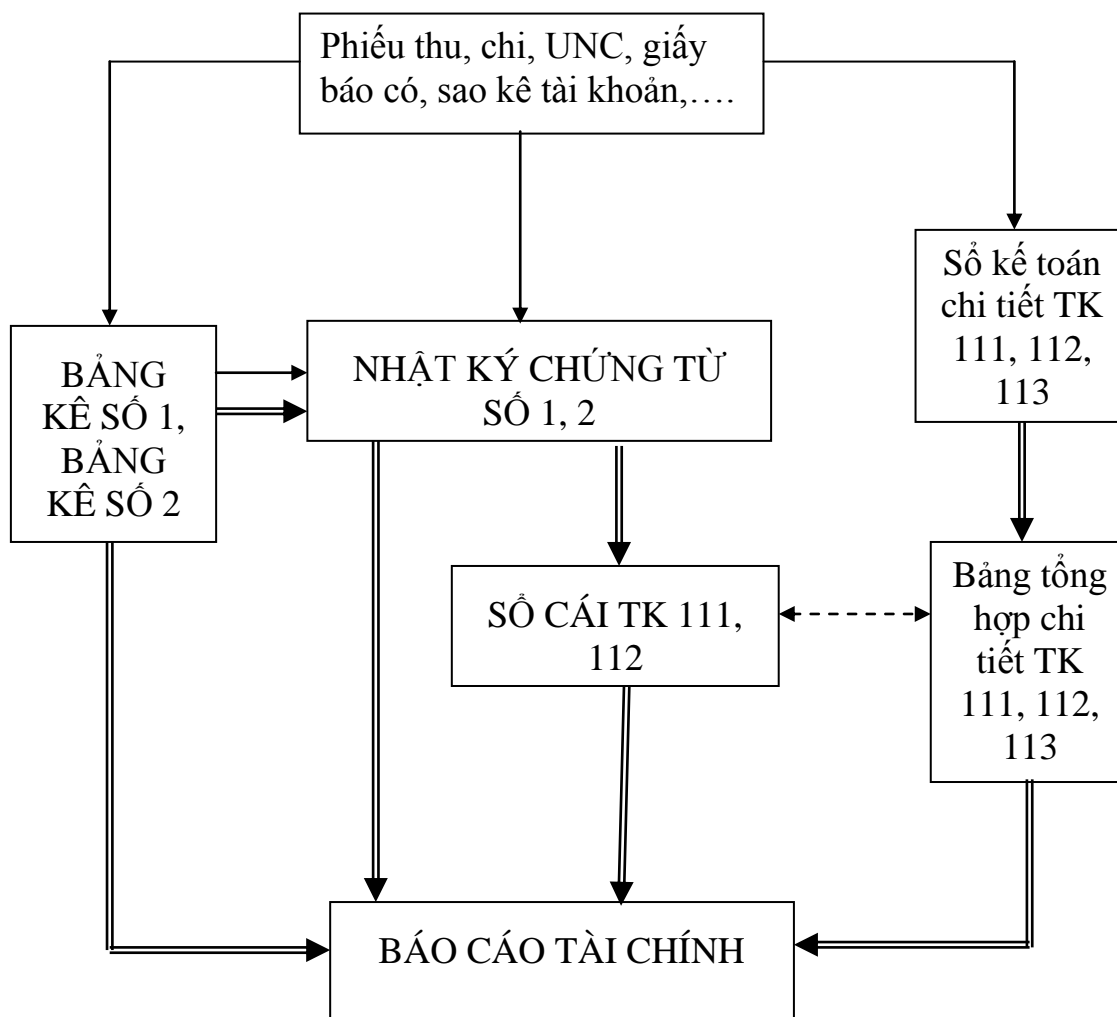 Phiếu thu, chi, UNC, giấy
báo có, sao kê tài khoản,….
Sổ kế toán
chi tiết TK
111, 112,
113
BẢNG
KÊ SỐ 1,
BẢNG
KÊ SỐ 2
NHẬT KÝ CHỨNG TỪ
SỐ 1, 2
SỔ CÁI TK 111,
112
Bảng tổng
hợp chi
tiết TK
111, 112,
113
BÁO CÁO TÀI CHÍNH